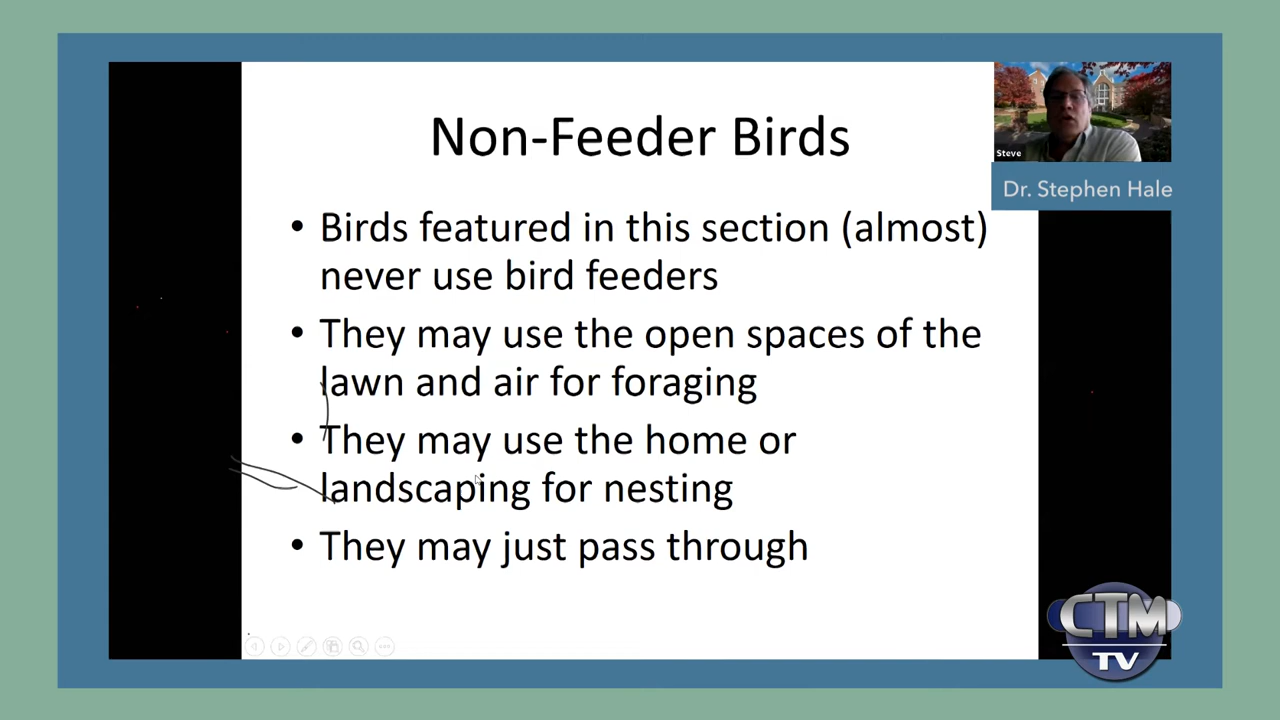 Non-Feeder Birds
Steve
Dr. Stephen Hale
• Birds featured in this section (almost)
never use bird feeders
• They may use the open spaces of the
lawn and air for foraging
• They may use the home or
landscaping for nesting
• They may just pass through
CTM
TV